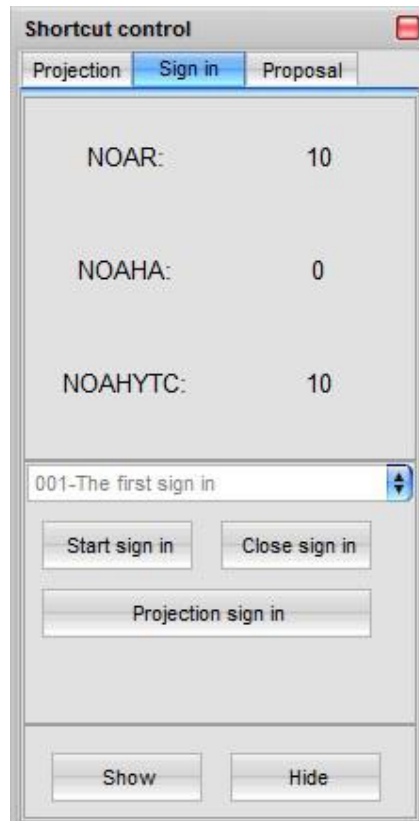 Shortcut control
Projection Sign in Proposal
NOAR: 10
NOAHA: 0
NOAHYTC: 10
001-The first sign in
Start sign in Close sign in
Projection sign in
Show Hide